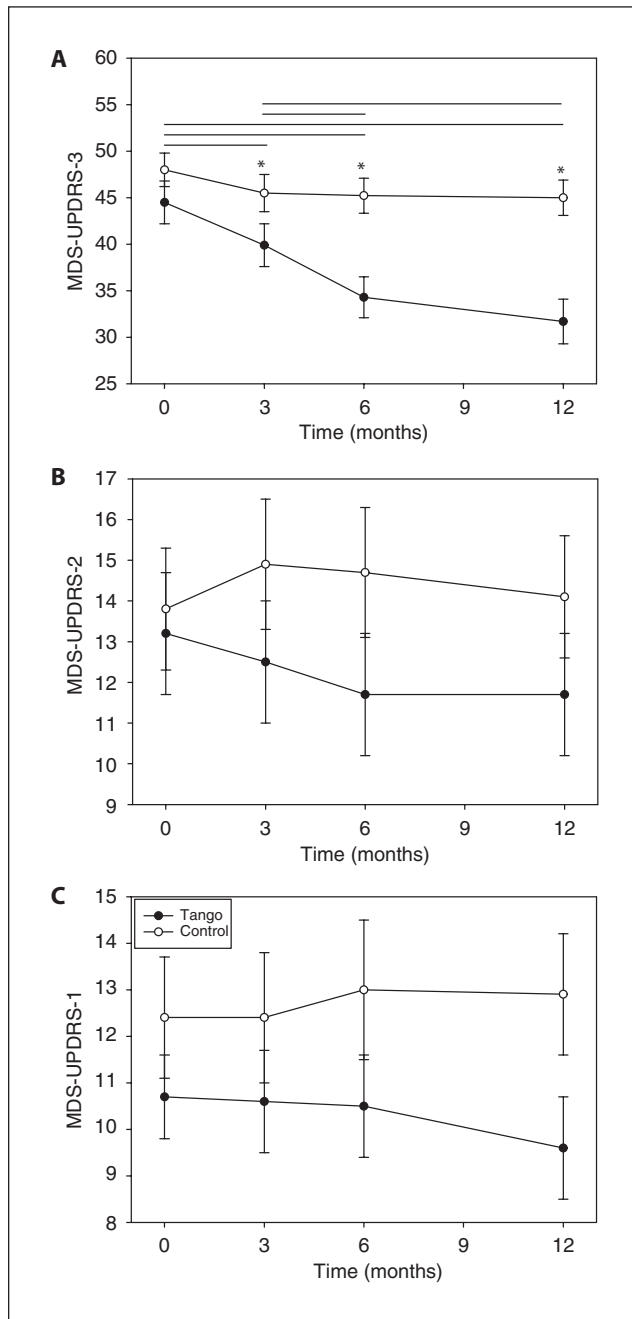 A
60
55
50
45
40
35
30
25
MDS-UPDRS-3
* * *
0 3 6 9 12
Time (months)
B
17
16
15
14
13
12
11
10
9
MDS-UPDRS-2
0 3 6 9 12
Time (months)
C
15
14
13
12
11
10
9
8
MDS-UPDRS-1
Tango
Control
0 3 6 9 12
Time (months)